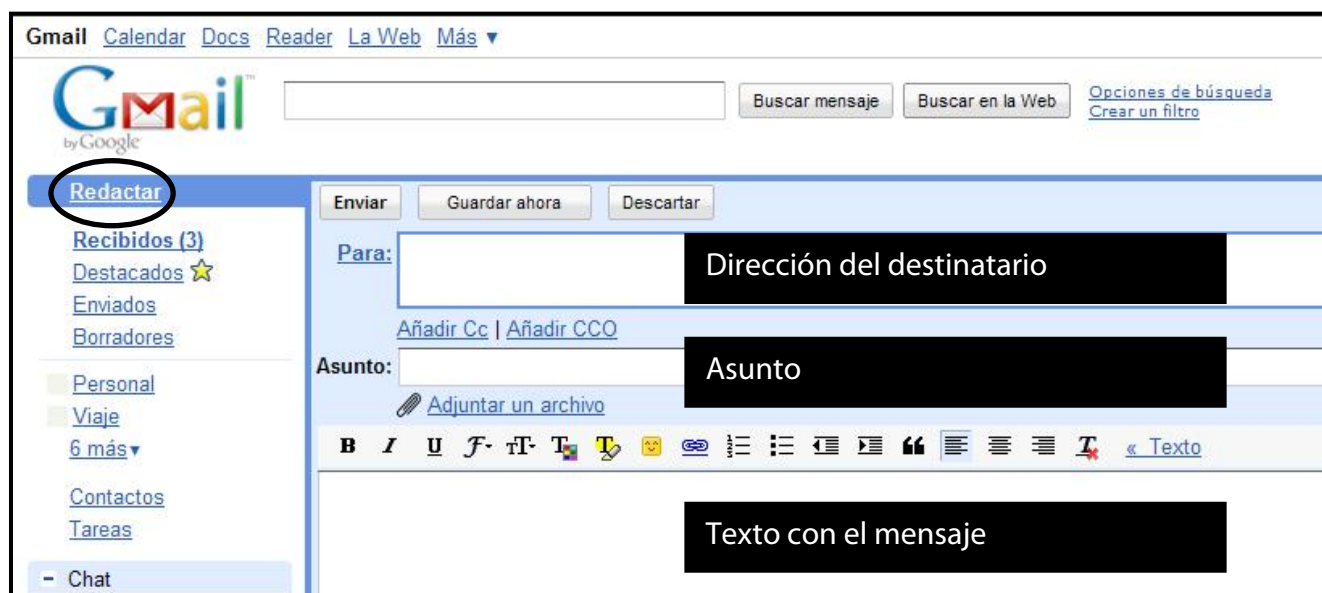 Gmail Calendar Docs Reader La Web Más ▼
Gmail™
by Google
Buscar mensaje Buscar en la Web
Opciones de búsqueda
Crear un filtro
Redactar
Recibidos (3)
Destacados
Enviados
Borradores
Personal
Viaje
6 más▼
Contactos
Tareas
- Chat
Enviar Guardar ahora Descartar
Para: Dirección del destinatario
Añadir Cc | Añadir CCO
Asunto: Asunto
Adjuntar un archivo
B I U F TT T T « Texto
Texto con el mensaje